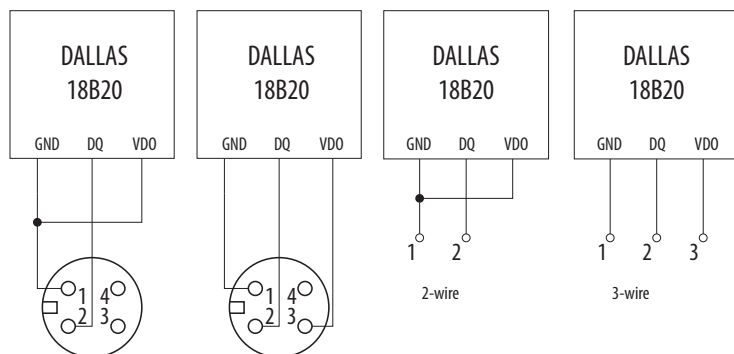 DALLAS
18B20
GND DQ VDO
1 4
2 3
DALLAS
18B20
GND DQ VDO
1 4
2 3
DALLAS
18B20
GND DQ VDO
1 2
2-wire
DALLAS
18B20
GND DQ VDO
1 2 3
3-wire